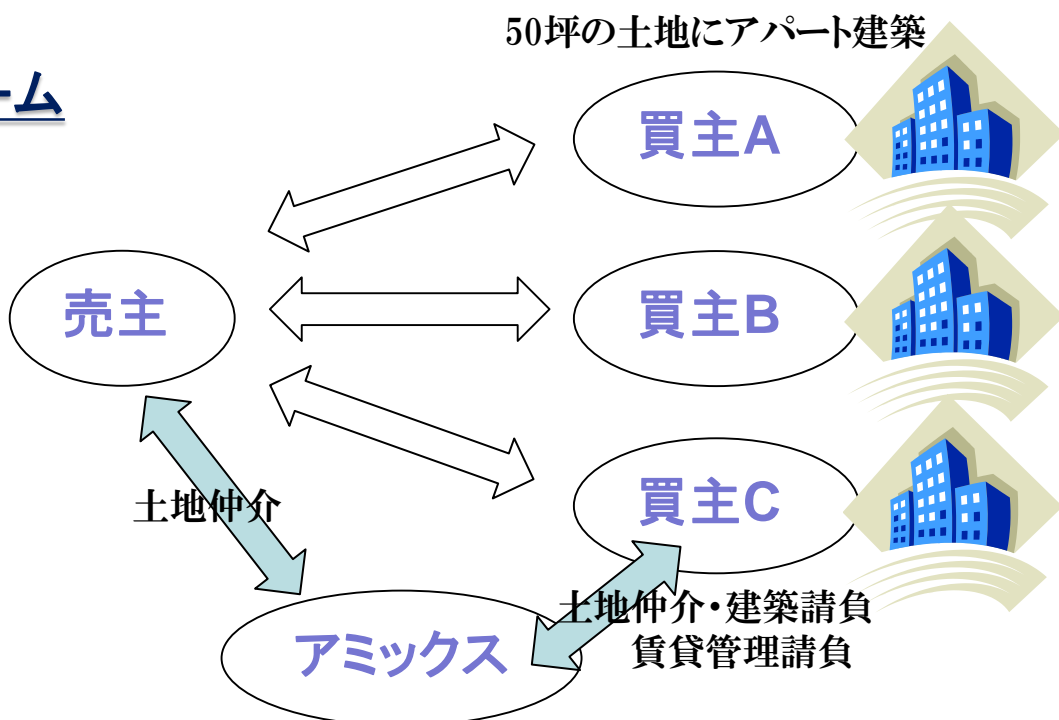 50坪の土地にアパート建築
ーム
買主A
売主
買主B
買主C
土地仲介
土地仲介・建築請負
賃貸管理請負
アミックス